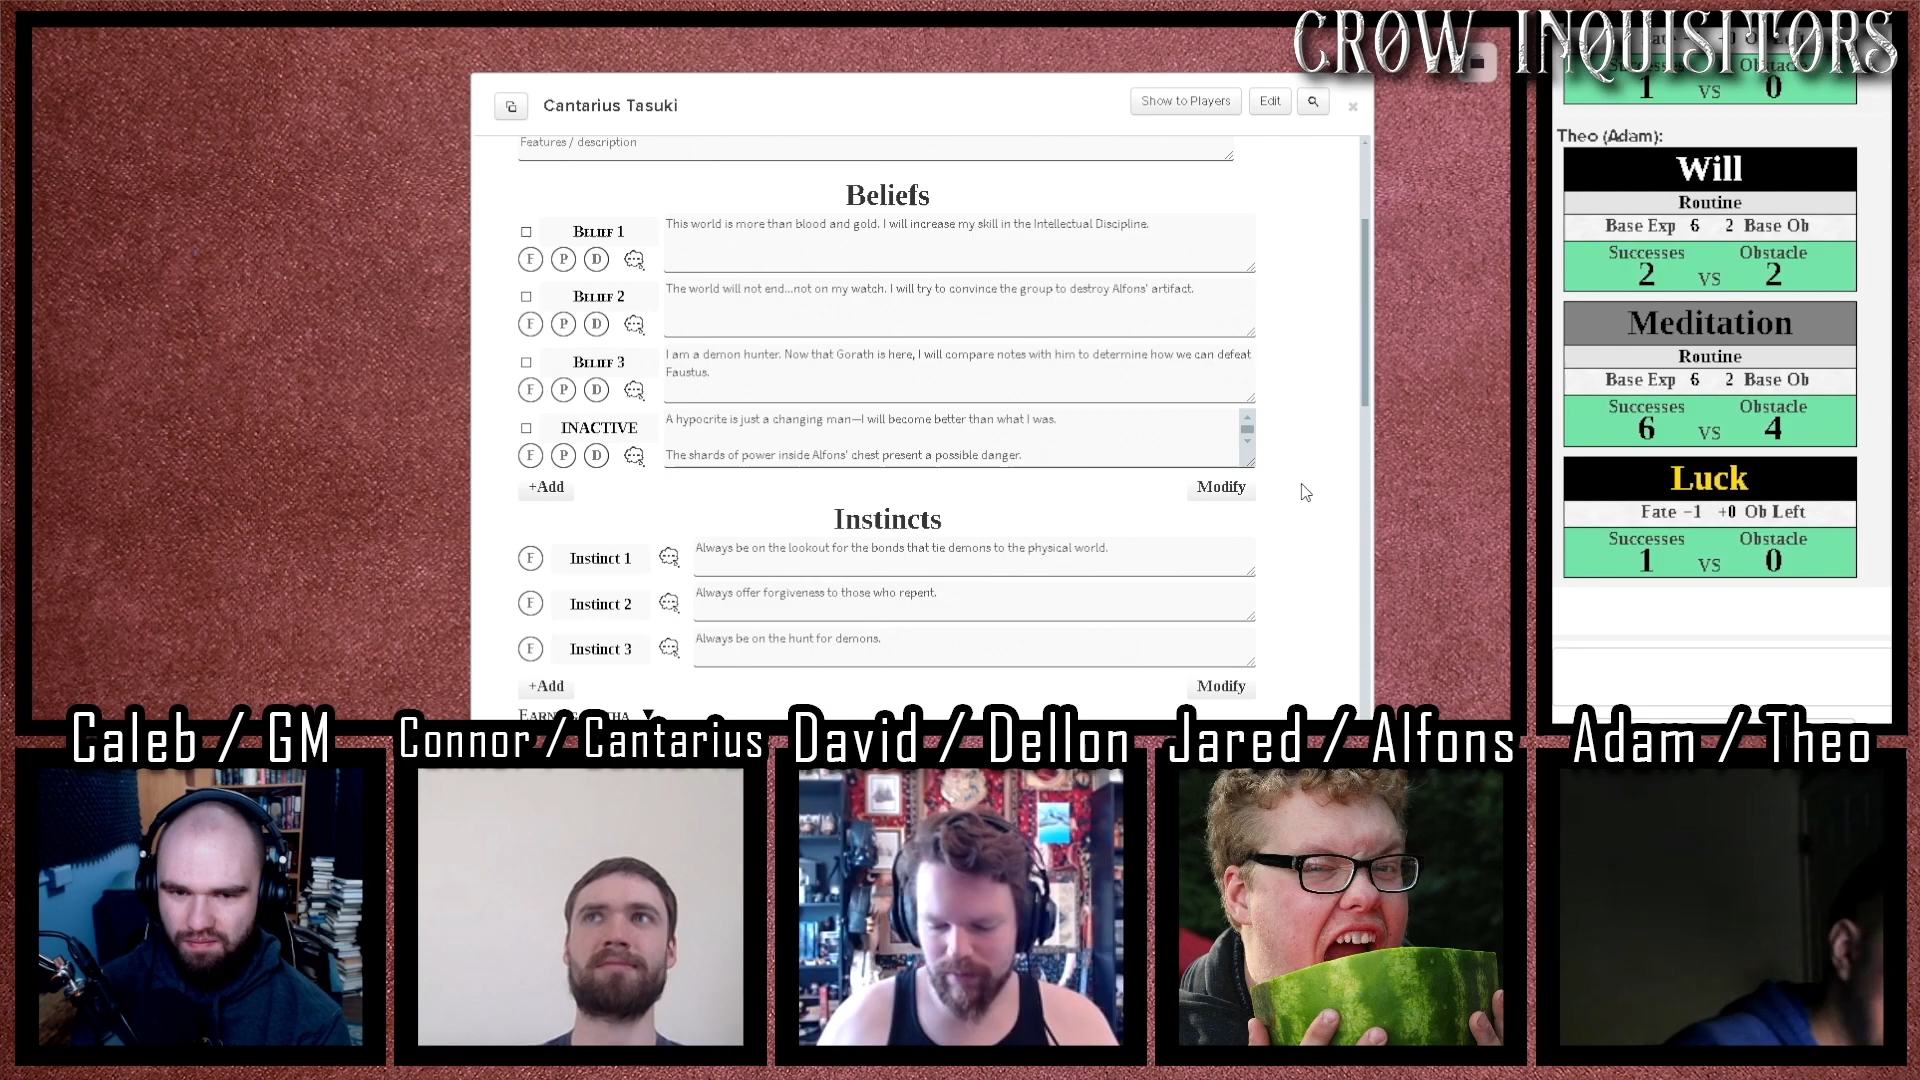 CROW INQUISITORS
Cantarius Tasuki
Show to Players
Edit
Features / description
Beliefs
BELIEF 1
This world is more than blood and gold. I will increase my skill in the Intellectual Discipline.
F P D
BELIEF 2
The world will not end...not on my watch. I will try to convince the group to destroy Alfons' artifact.
F P D
BELIEF 3
I am a demon hunter. Now that Gorath is here, I will compare notes with him to determine how we can defeat
Faustus.
F P D
INACTIVE
A hypocrite is just a changing man—I will become better than what I was.
The shards of power inside Alfons' chest present a possible danger.
F P D
+Add
Modify
Instincts
F Instinct 1
Always be on the lookout for the bonds that tie demons to the physical world.
F Instinct 2
Always offer forgiveness to those who repent.
F Instinct 3
Always be on the hunt for demons.
+Add
Modify
Successes Obstacle
1 VS 0
Theo (Adam):
Will
Routine
Base Exp 6 2 Base Ob
Successes Obstacle
2 VS 2
Meditation
Routine
Base Exp 6 2 Base Ob
Successes Obstacle
6 VS 4
Luck
Fate -1 +0 Ob Left
Successes Obstacle
1 VS 0
Caleb / GM
Connor / Cantarius
David / Dellon
Jared / Alfons
Adam / Theo